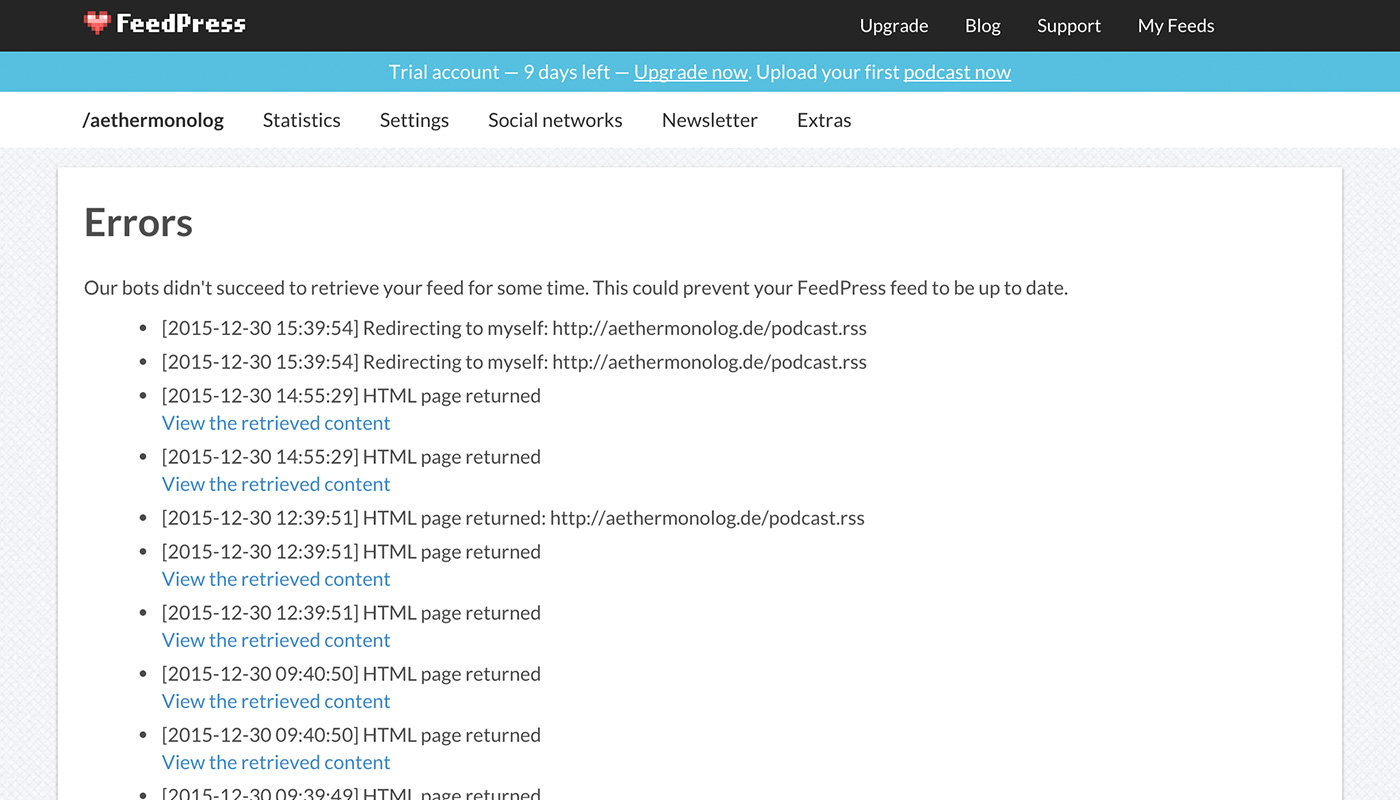 FeedPress
Upgrade Blog Support My Feeds
Trial account — 9 days left — Upgrade now. Upload your first podcast now
/aethermonolog Statistics Settings Social networks Newsletter Extras
Errors
Our bots didn't succeed to retrieve your feed for some time. This could prevent your FeedPress feed to be up to date.
• [2015-12-30 15:39:54] Redirecting to myself: http://aethermonolog.de/podcast.rss
• [2015-12-30 15:39:54] Redirecting to myself: http://aethermonolog.de/podcast.rss
• [2015-12-30 14:55:29] HTML page returned
View the retrieved content
• [2015-12-30 14:55:29] HTML page returned
View the retrieved content
• [2015-12-30 12:39:51] HTML page returned: http://aethermonolog.de/podcast.rss
• [2015-12-30 12:39:51] HTML page returned
View the retrieved content
• [2015-12-30 12:39:51] HTML page returned
View the retrieved content
• [2015-12-30 09:40:50] HTML page returned
View the retrieved content
• [2015-12-30 09:40:50] HTML page returned
View the retrieved content
• [2015-12-30 09:39:49] HTML page returned